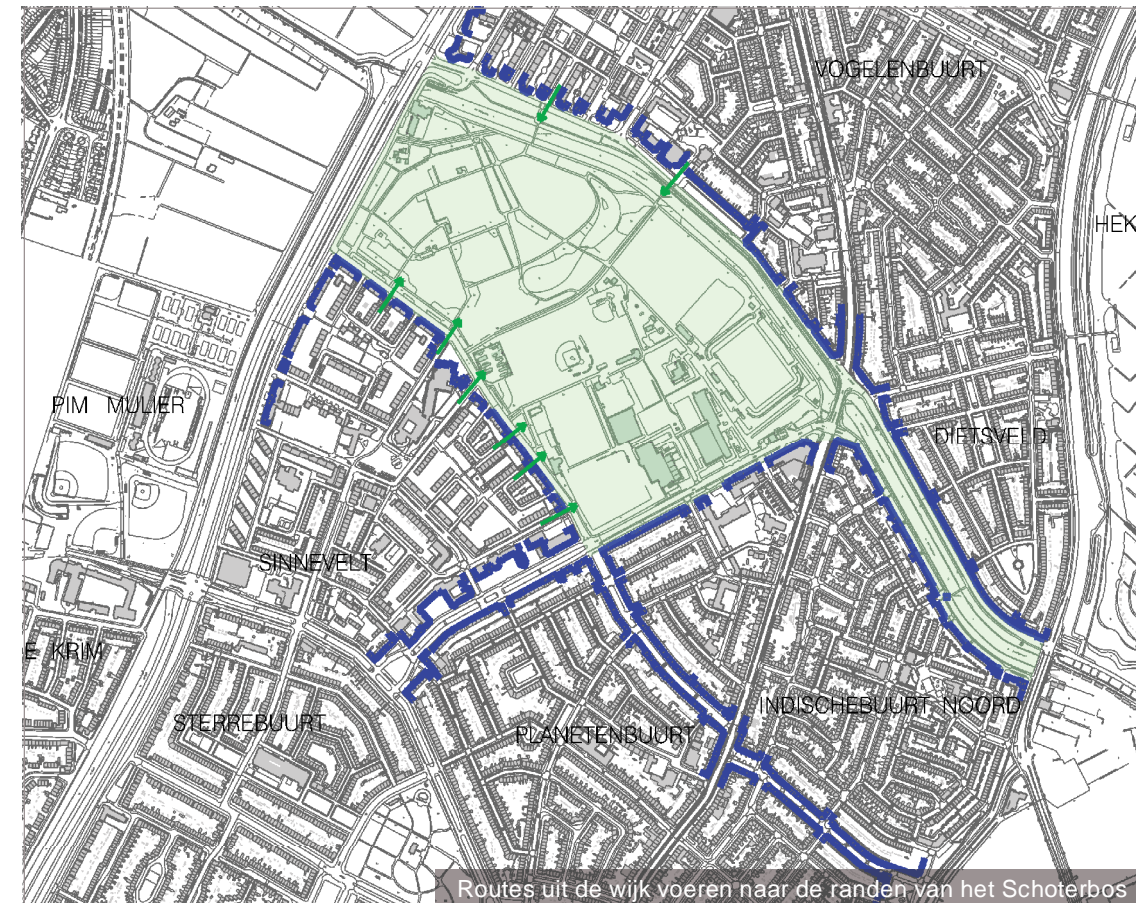 VOGELENBUURT
HEK
PIM MULIER
DIETSVELD
SINNEVELT
E KRIM
STERREBUURT
PLANETENBUURT
INDISCHEBUURT NOORD
Routes uit de wijk voeren naar de randen van het Schoterbos